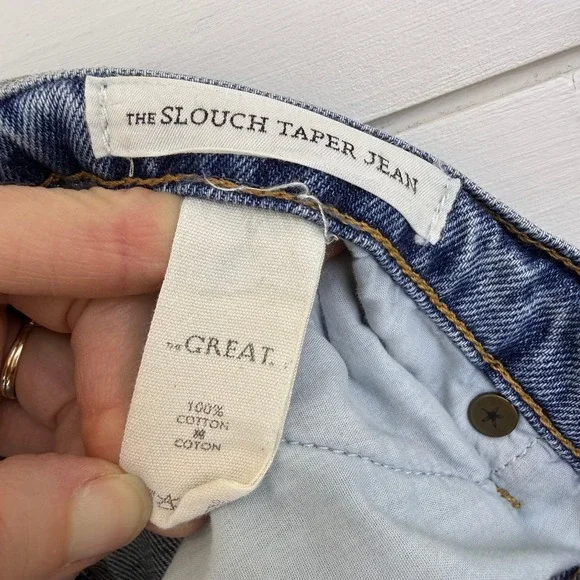 THE SLOUCH TAPER JEAN
THE GREAT.
100%
COTTON
M
COTON